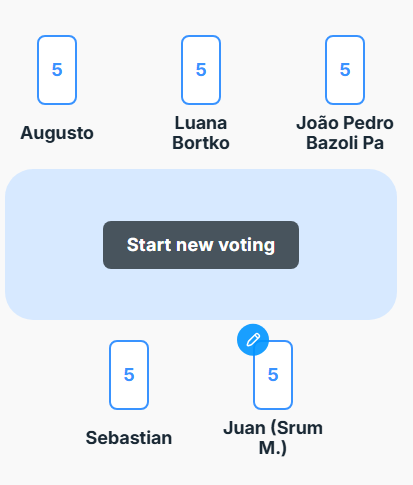 5
5
5
Augusto
Luana
Bortko
João Pedro
Bazoli Pa
Start new voting
5
5
Sebastian
Juan (Srum
M.)